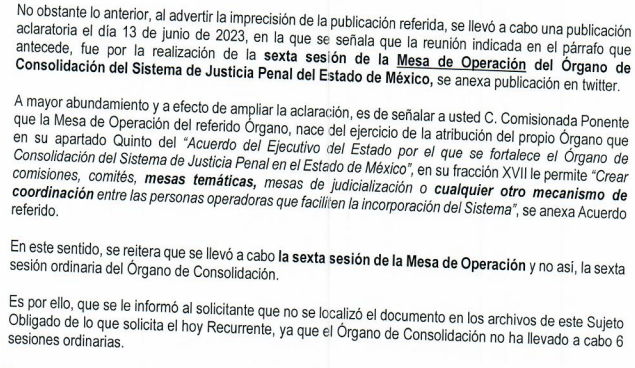 No obstante lo anterior, al advertir la imprecisión de la publicación referida, se llevó a cabo una publicación
aclaratoria el día 13 de junio de 2023, en la que se señala que la reunión indicada en el párrafo que
antecede, fue por la realización de la sexta sesión de la Mesa de Operación del Órgano de
Consolidación del Sistema de Justicia Penal del Estado de México, se anexa publicación en twitter.
A mayor abundamiento y a efecto de ampliar la aclaración, es de señalar a usted C. Comisionada Ponente
que la Mesa de Operación del referido Órgano, nace del ejercicio de la atribución del propio Órgano que
en su apartado Quinto del “Acuerdo del Ejecutivo del Estado por el que se fortalece el Órgano de
Consolidación del Sistema de Justicia Penal en el Estado de México”, en su fracción XVII le permite “Crear
comisiones, comités, mesas temáticas, mesas de judicialización o cualquier otro mecanismo de
coordinación entre las personas operadoras que faciliten la incorporación del Sistema”, se anexa Acuerdo
referido.
En este sentido, se reitera que se llevó a cabo la sexta sesión de la Mesa de Operación y no así, la sexta
sesión ordinaria del Órgano de Consolidación.
Es por ello, que se le informó al solicitante que no se localizó el documento en los archivos de este Sujeto
Obligado de lo que solicita el hoy Recurrente, ya que el Órgano de Consolidación no ha llevado a cabo 6
sesiones ordinarias.